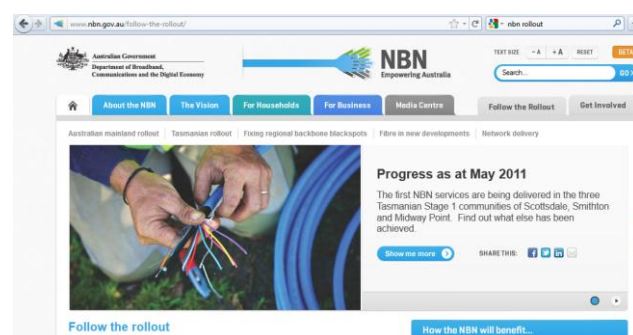 www.nbn.gov.au/follow-the-rollout/
nbn rollout
Australian Government
Department of Broadband,
Communications and the Digital Economy
NBN
Empowering Australia
TEXT SIZE - A + A RESET
BETA
Search...
GO
About the NBN
The Vision
For Households
For Business
Media Centre
Follow the Rollout
Get Involved
Australian mainland rollout
Tasmanian rollout
Fixing regional backbone blackspots
Fibre in new developments
Network delivery
Progress as at May 2011
The first NBN services are being delivered in the three
Tasmanian Stage 1 communities of Scottsdale, Smithton
and Midway Point. Find out what else has been
achieved.
Show me more
SHARE THIS:
Follow the rollout
How the NBN will benefit...